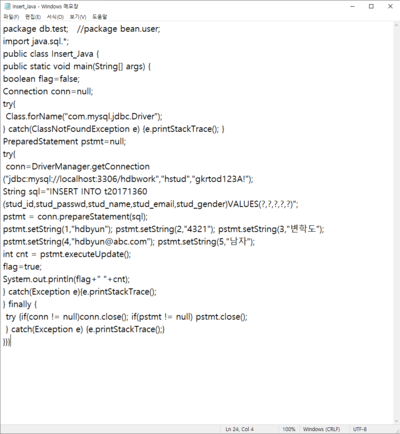 Insert_Java - Windows 메모장
파일(F) 편집(E) 서식(O) 보기(V) 도움말
package db.test;   //package bean.user;
import java.sql.*;
public class Insert_Java {
public static void main(String[] args) {
boolean flag=false;
Connection conn=null;
try{
 Class.forName("com.mysql.jdbc.Driver");
} catch(ClassNotFoundException e) {e.printStackTrace(); }
PreparedStatement pstmt=null;
try{
 conn=DriverManager.getConnection
("jdbc:mysql://localhost:3306/hdbwork","hstud","gkrtod123A!");
String sql="INSERT INTO t20171360
(stud_id,stud_passwd,stud_name,stud_email,stud_gender)VALUES(?,?,?,?,?)";
pstmt = conn.prepareStatement(sql);
pstmt.setString(1,"hdbyun"); pstmt.setString(2,"4321"); pstmt.setString(3,"변학도");
pstmt.setString(4,"hdbyun@abc.com"); pstmt.setString(5,"남자");
int cnt = pstmt.executeUpdate();
flag=true;
System.out.println(flag+" "+cnt);
} catch(Exception e){e.printStackTrace();
} finally {
 try {if(conn != null)conn.close(); if(pstmt != null) pstmt.close();
 } catch(Exception e) {e.printStackTrace();}
}}}
Ln 24, Col 4 100% Windows (CRLF) UTF-8